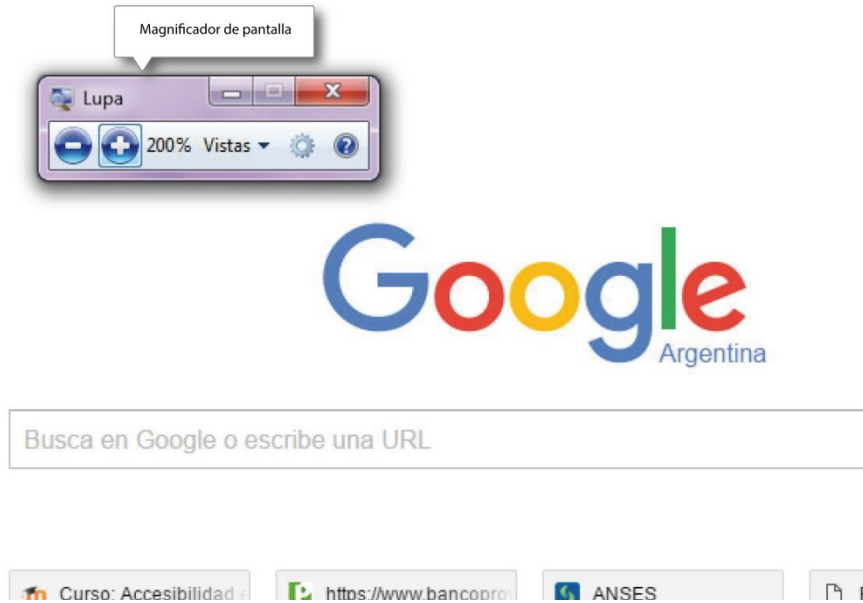 Magnificador de pantalla
Lupa
200% Vistas
Google
Argentina
Busca en Google o escribe una URL
Curso: Accesibilidad
https://www.bancopro
ANSES